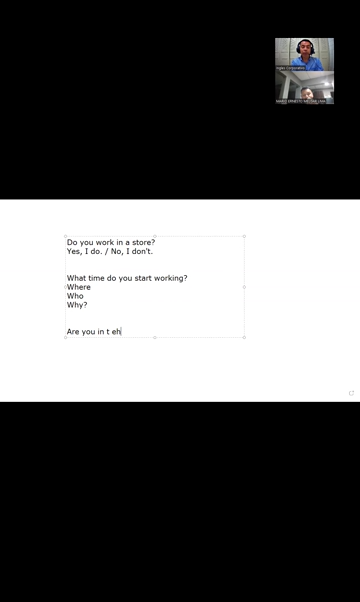 Do you work in a store?
Yes, I do. / No, I don't.
What time do you start working?
Where
Who
Why?
Are you in t eh